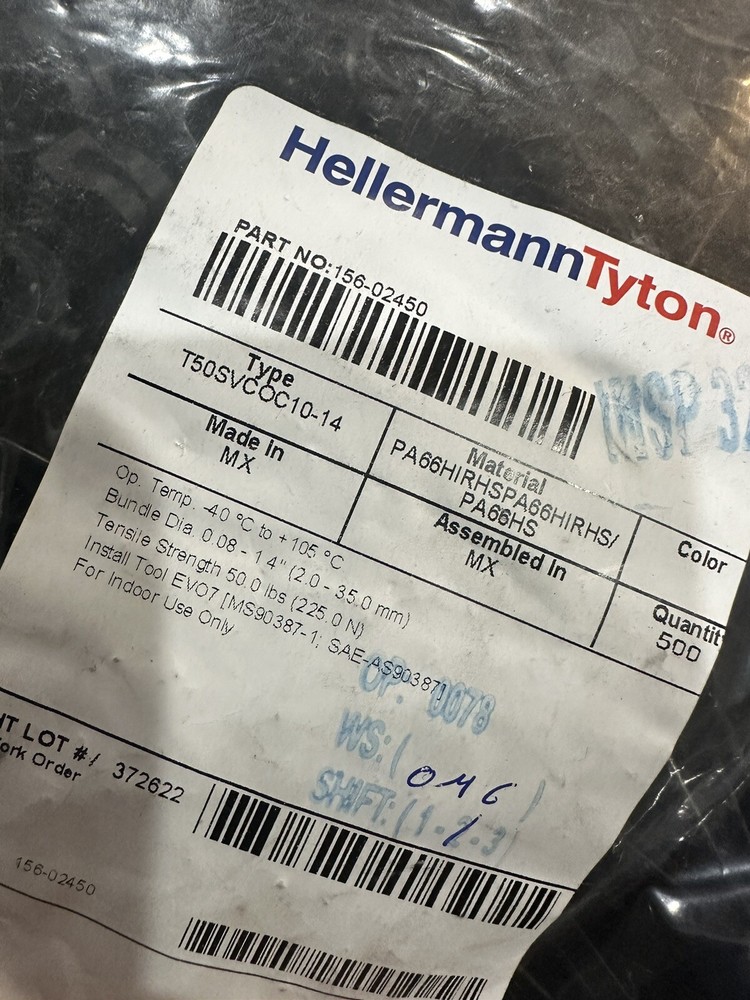 HellermannTyton®
PART NO:156-02450
Type
T50SVCOC10-14
Material
PA66HIRHSPA66HIRHS/
PA66HS
Color
Made In
MX
Assembled In
MX
Quantit
500
Op. Temp. -40 °C to +105 °C
Bundle Dia. 0.08 - 1.4" (2.0 - 35.0 mm)
Tensile Strength 50.0 lbs (225.0 N)
Install Tool EVO7 [MS90387-1; SAE-AS90387]
For Indoor Use Only
OP: 0078
WS: ( )
SHIFT: (1-2-3)
HT LOT #/ 372622
ork Order
156-02450